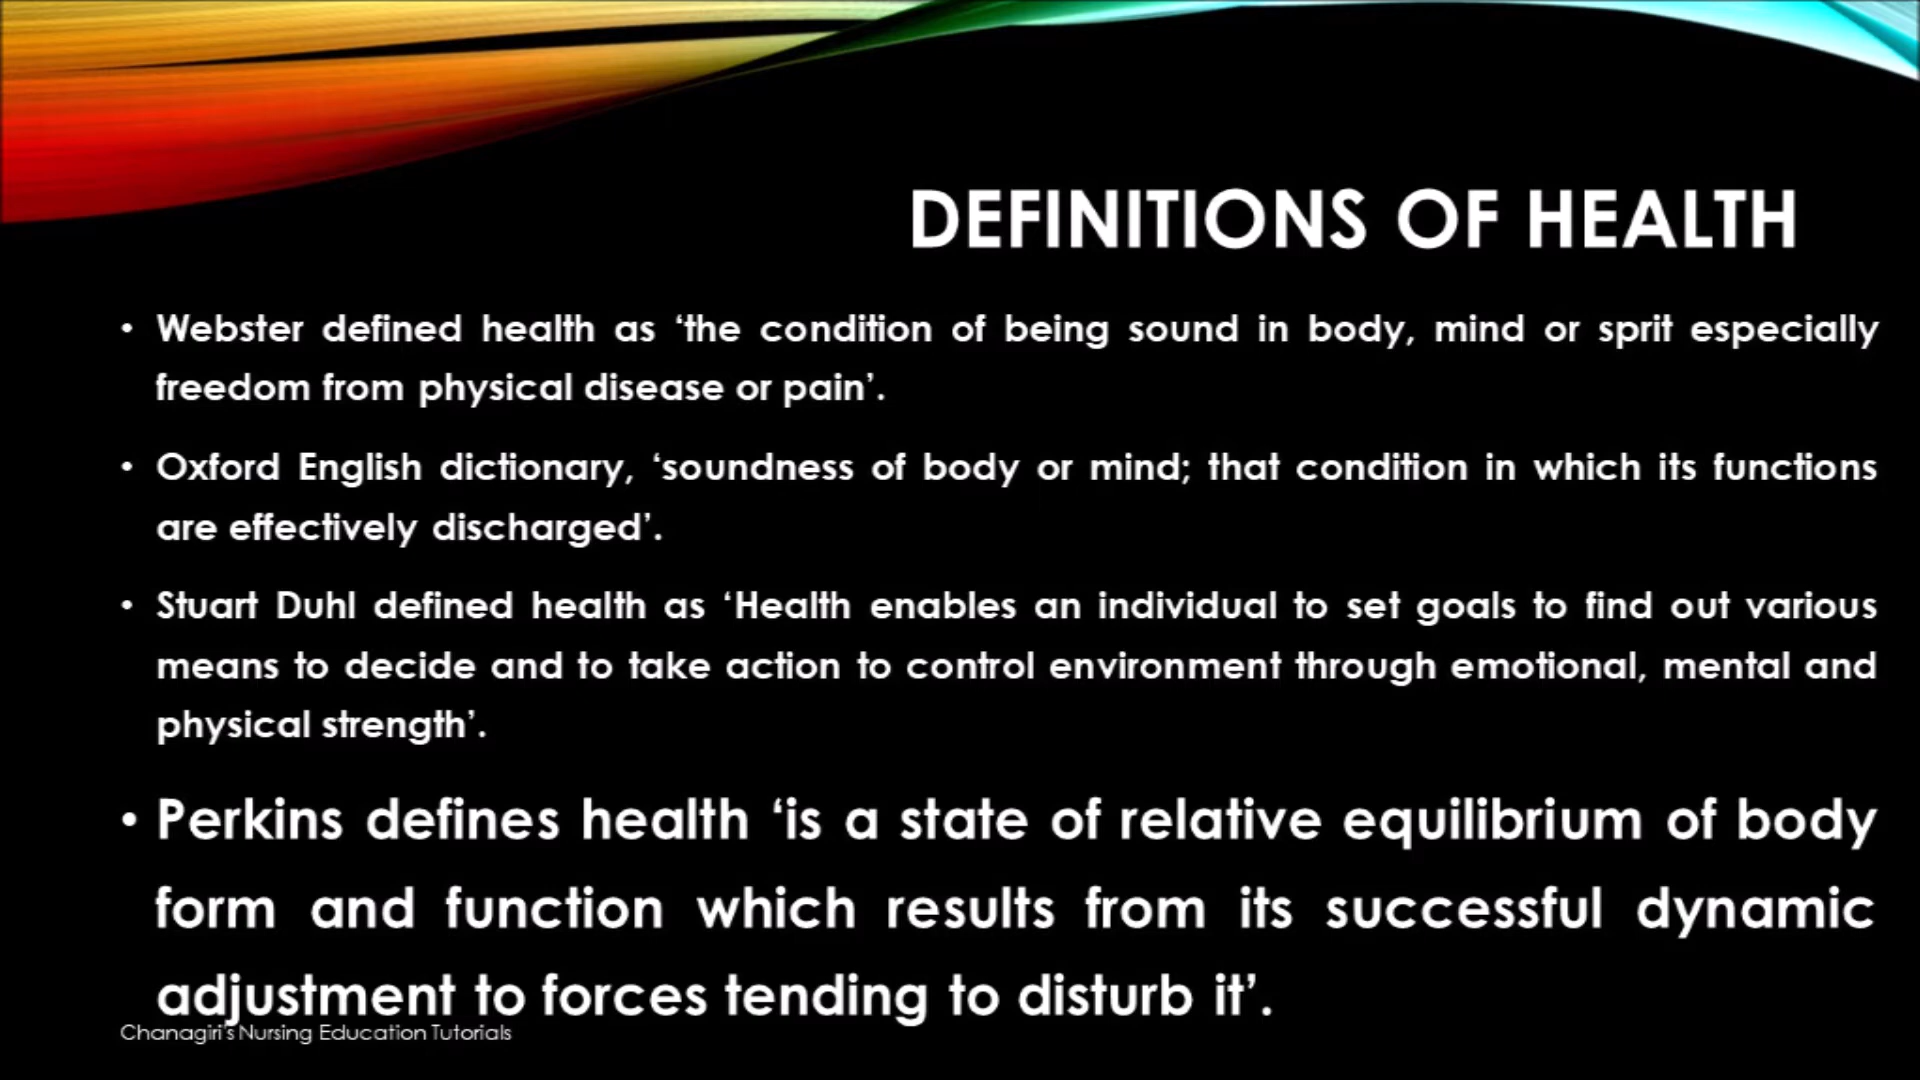 DEFINITIONS OF HEALTH
• Webster defined health as ‘the condition of being sound in body, mind or sprit especially
freedom from physical disease or pain’.
• Oxford English dictionary, ‘soundness of body or mind; that condition in which its functions
are effectively discharged’.
• Stuart Duhl defined health as ‘Health enables an individual to set goals to find out various
means to decide and to take action to control environment through emotional, mental and
physical strength’.
• Perkins defines health ‘is a state of relative equilibrium of body
form and function which results from its successful dynamic
adjustment to forces tending to disturb it’.
Chanagiri’s Nursing Education Tutorials